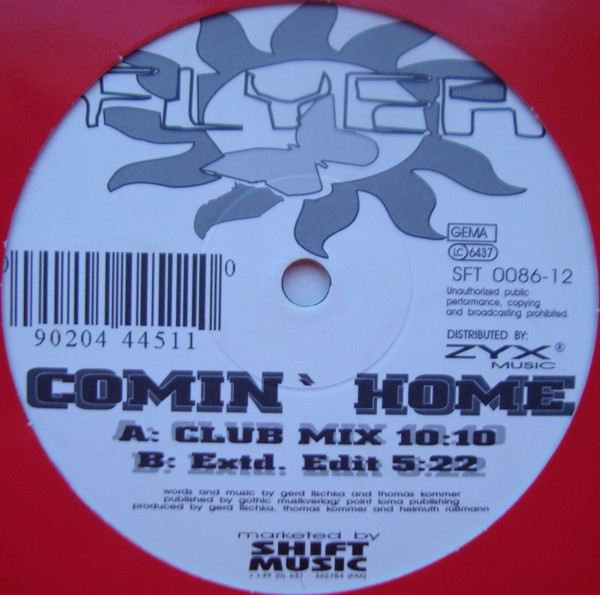 FLYER
GEMA
LC 6437
SFT 0086-12
Unauthorized public
performance, copying
and broadcasting prohibited.
0 90204 44511 0
DISTRIBUTED BY:
ZYX ®
MUSIC
COMIN` HOME
A: CLUB MIX 10:10
B: Extd. Edit 5:22
words and music by gerd lischka and thomas kommer
published by gothic musikverlag/ point loma publishing
produced by gerd lischka, thomas kommer and helmuth rüßmann
marketed by
SHIFT
MUSIC